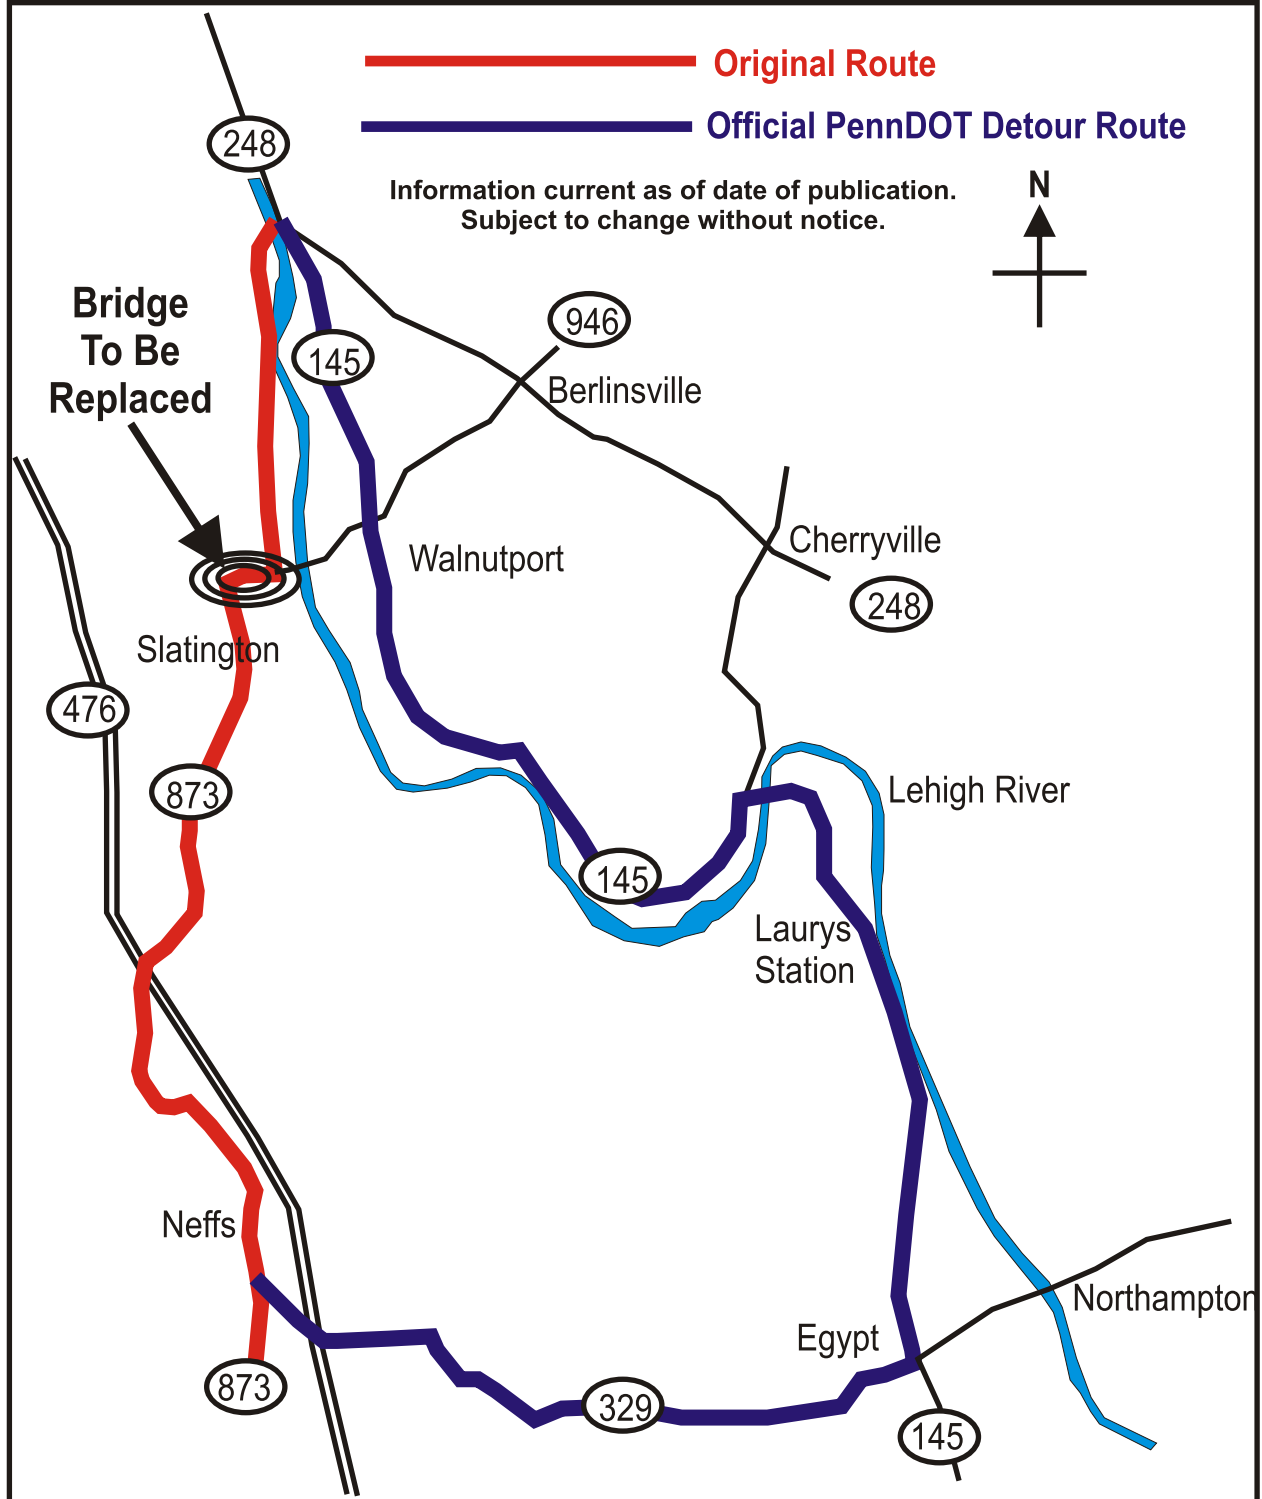 Original Route
248
Official PennDOT Detour Route
Information current as of date of publication.
Subject to change without notice.
N
Bridge
To Be
Replaced
946
145
Berlinsville
Cherryville
Walnutport
248
Slatington
476
873
Lehigh River
145
Laurys
Station
Neffs
Northampton
Egypt
873
329
145